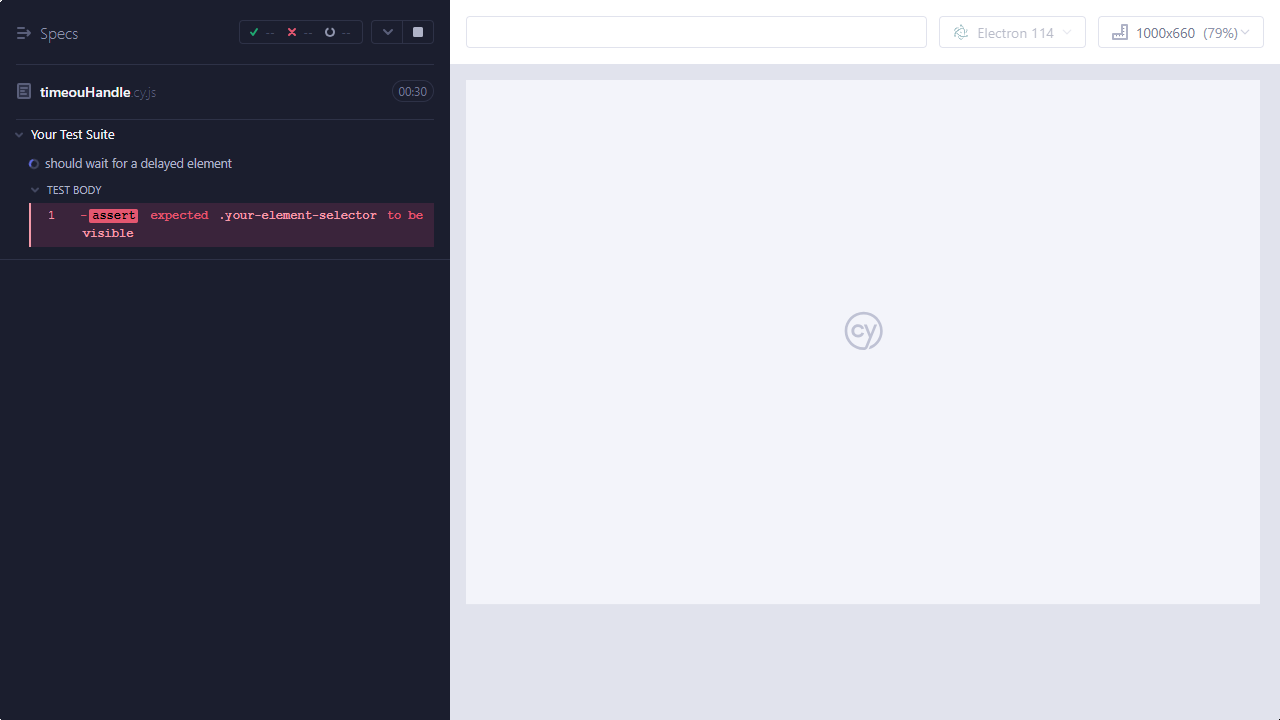 Specs
--
--
--
timeouHandle.cy.js
00:30
Your Test Suite
should wait for a delayed element
TEST BODY
1 -assert expected .your-element-selector to be
visible
Electron 114
1000x660 (79%)
cy